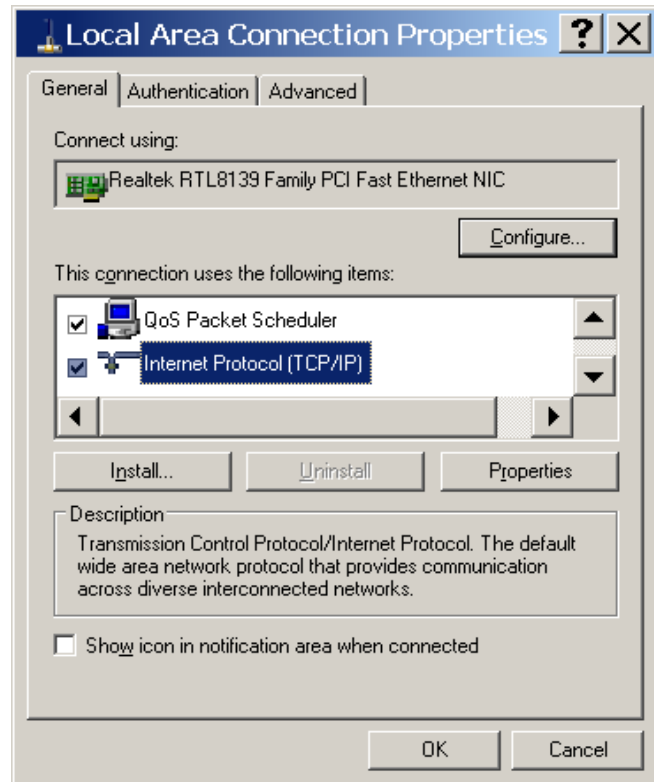 Local Area Connection Properties
General
Authentication
Advanced
Connect using:
Realtek RTL8139 Family PCI Fast Ethernet NIC
Configure...
This connection uses the following items:
QoS Packet Scheduler
Internet Protocol (TCP/IP)
Install...
Uninstall
Properties
Description
Transmission Control Protocol/Internet Protocol. The default
wide area network protocol that provides communication
across diverse interconnected networks.
Show icon in notification area when connected
OK
Cancel